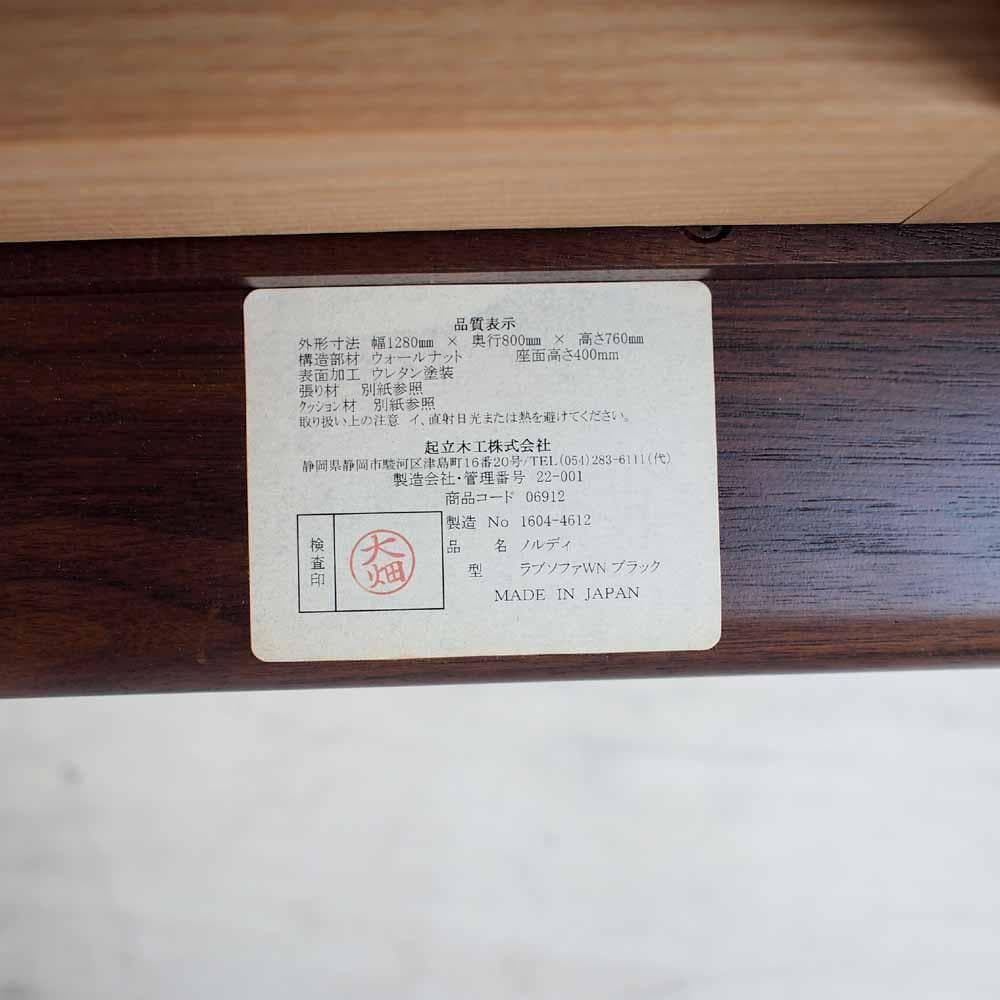 品質表示
外形寸法 幅1280mm × 奥行800mm × 高さ760mm
構造部材 ウォールナット 座面高さ400mm
表面加工 ウレタン塗装
張り材 別紙参照
クッション材 別紙参照
取り扱い上の注意 イ、直射日光または熱を避けてください。
起立木工株式会社
静岡県静岡市駿河区津島町16番20号/TEL(054)283-6111(代)
製造会社・管理番号 22-001
商品コード 06912
製造 No 1604-4612
品 名 ノルディ
型 ラブソファWN ブラック
MADE IN JAPAN
検査印
大畑